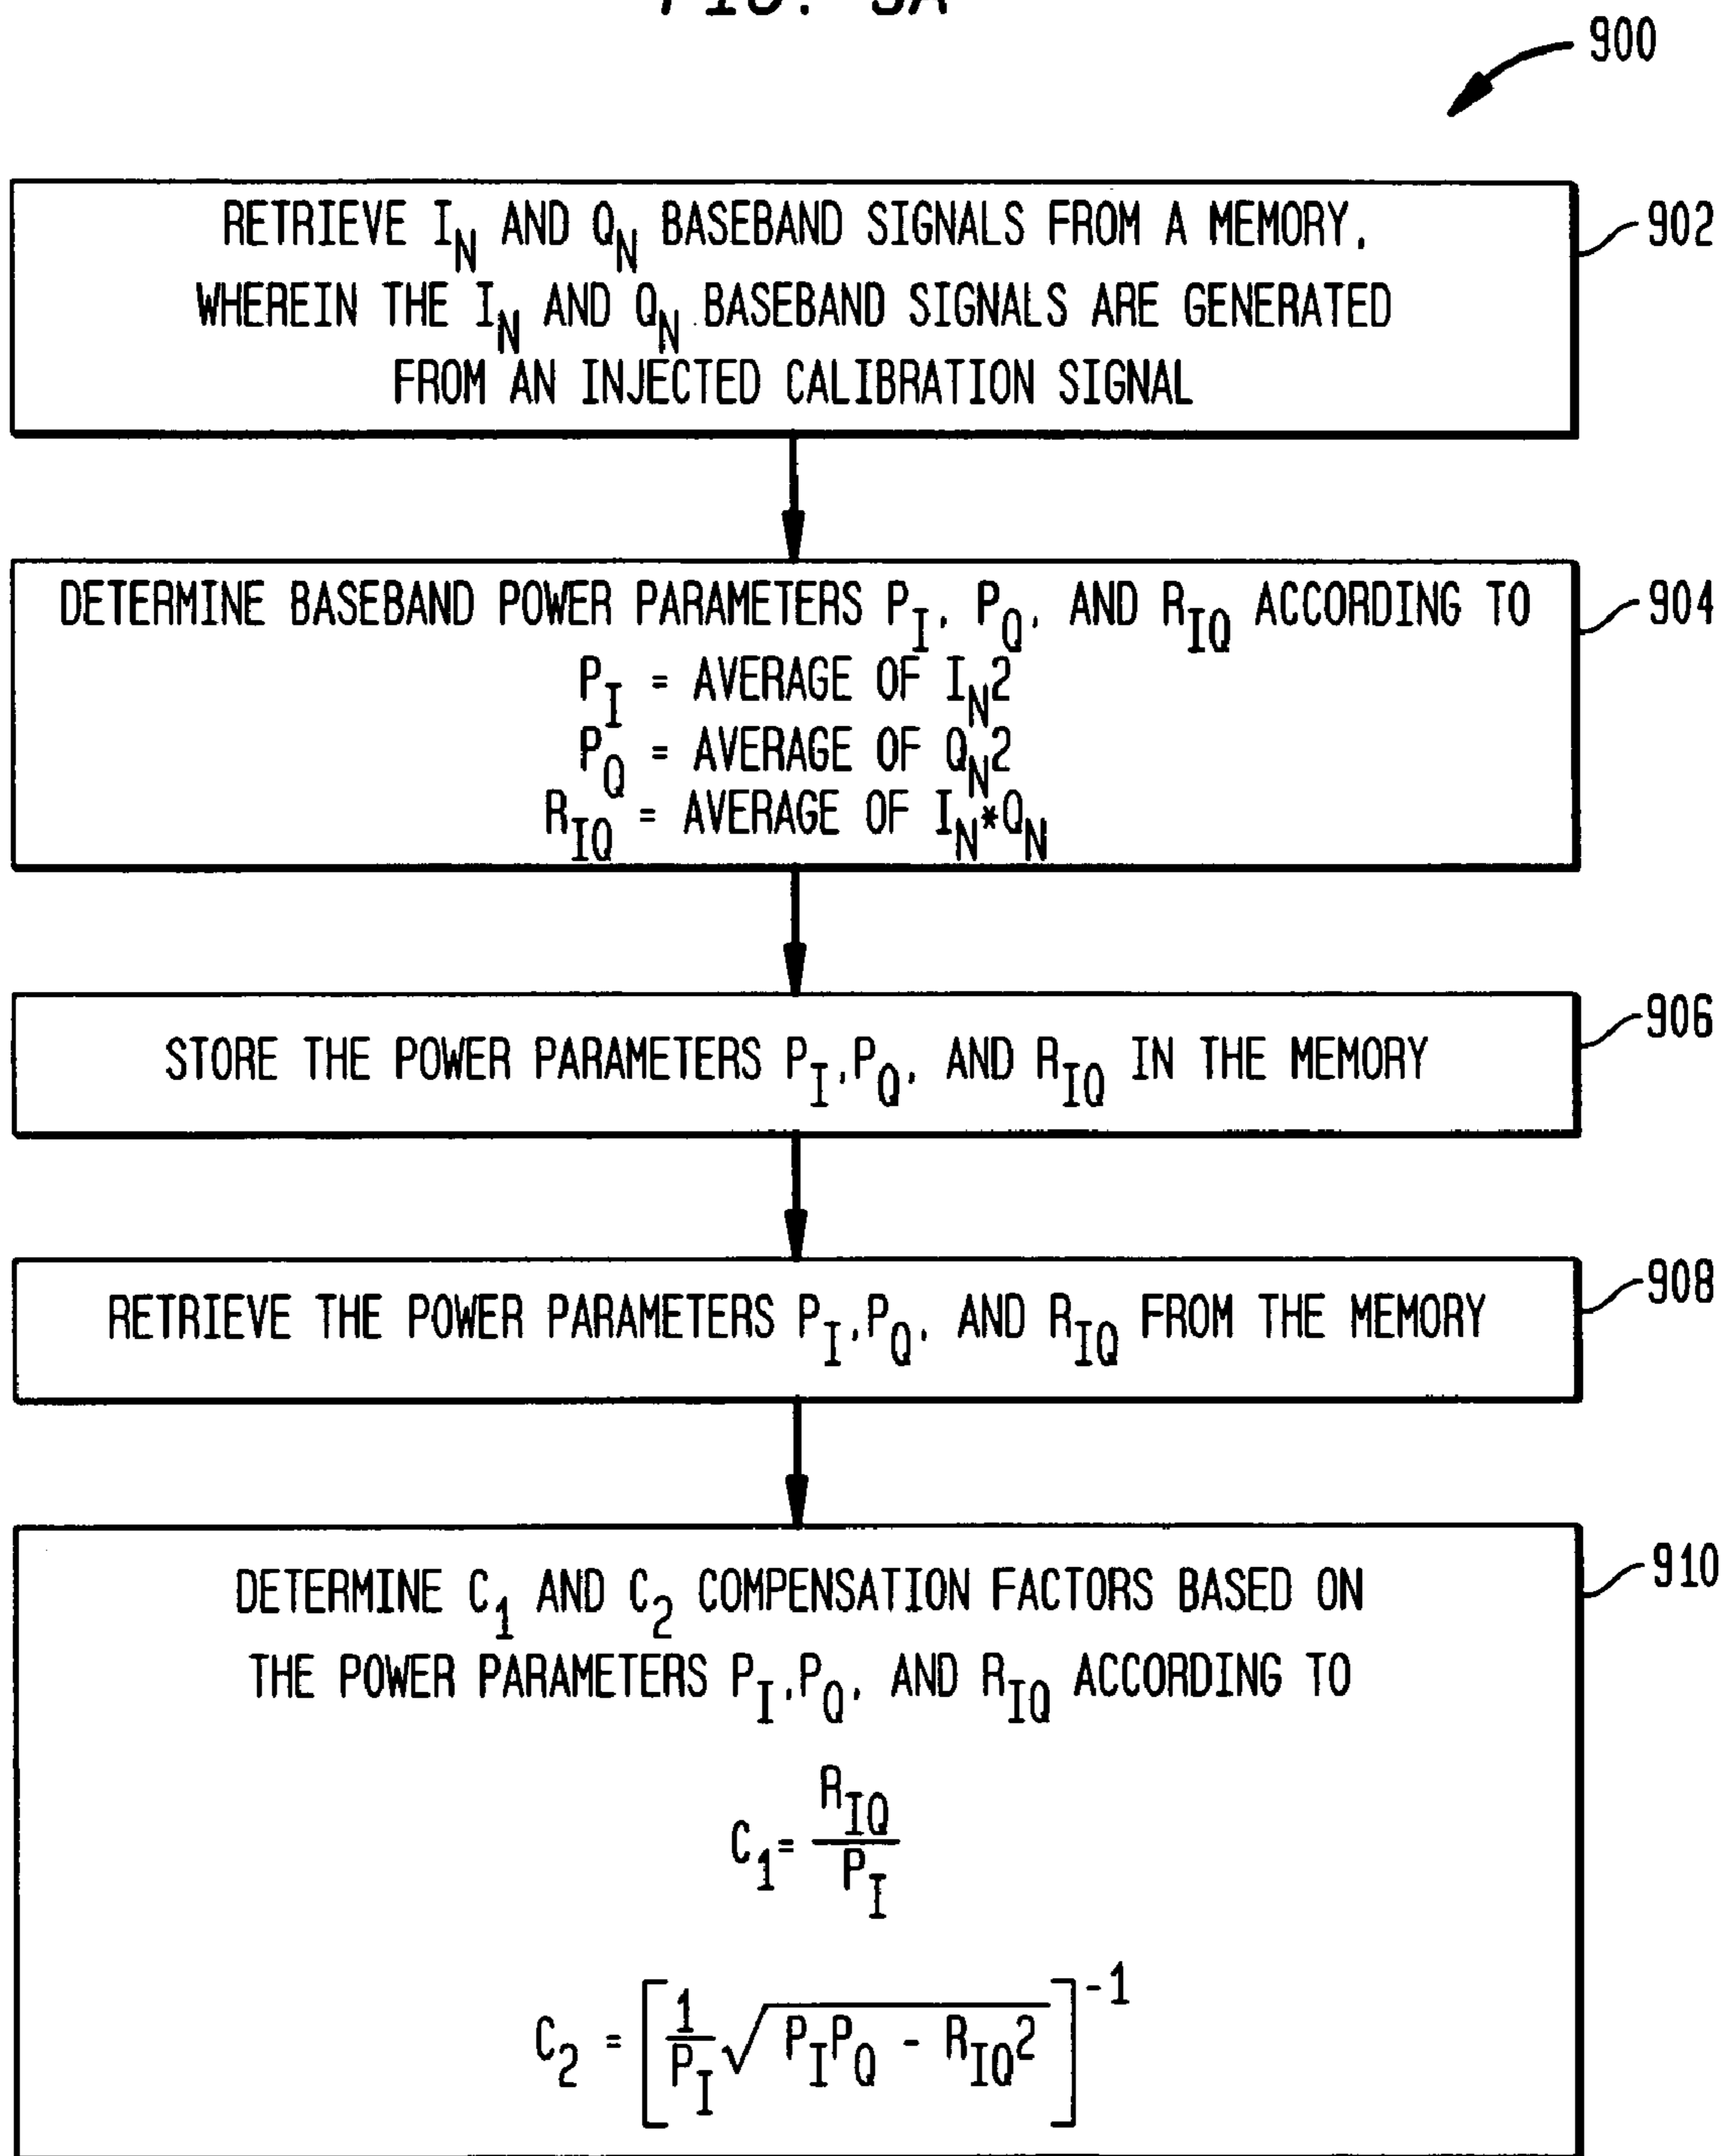 FIG. 9A
900
RETRIEVE I_N AND Q_N BASEBAND SIGNALS FROM A MEMORY,
WHEREIN THE I_N AND Q_N BASEBAND SIGNALS ARE GENERATED
FROM AN INJECTED CALIBRATION SIGNAL
902
DETERMINE BASEBAND POWER PARAMETERS P_I, P_Q, AND R_IQ ACCORDING TO
P_I = AVERAGE OF I_N2
P_Q = AVERAGE OF Q_N2
R_IQ = AVERAGE OF I_N*Q_N
904
STORE THE POWER PARAMETERS P_I,P_Q, AND R_IQ IN THE MEMORY
906
RETRIEVE THE POWER PARAMETERS P_I,P_Q, AND R_IQ FROM THE MEMORY
908
DETERMINE C_1 AND C_2 COMPENSATION FACTORS BASED ON
THE POWER PARAMETERS P_I,P_Q, AND R_IQ ACCORDING TO
C_1= R_IQ/P_I
C_2 = [1/P_I √(P_IP_Q - R_IQ2)]^-1
910